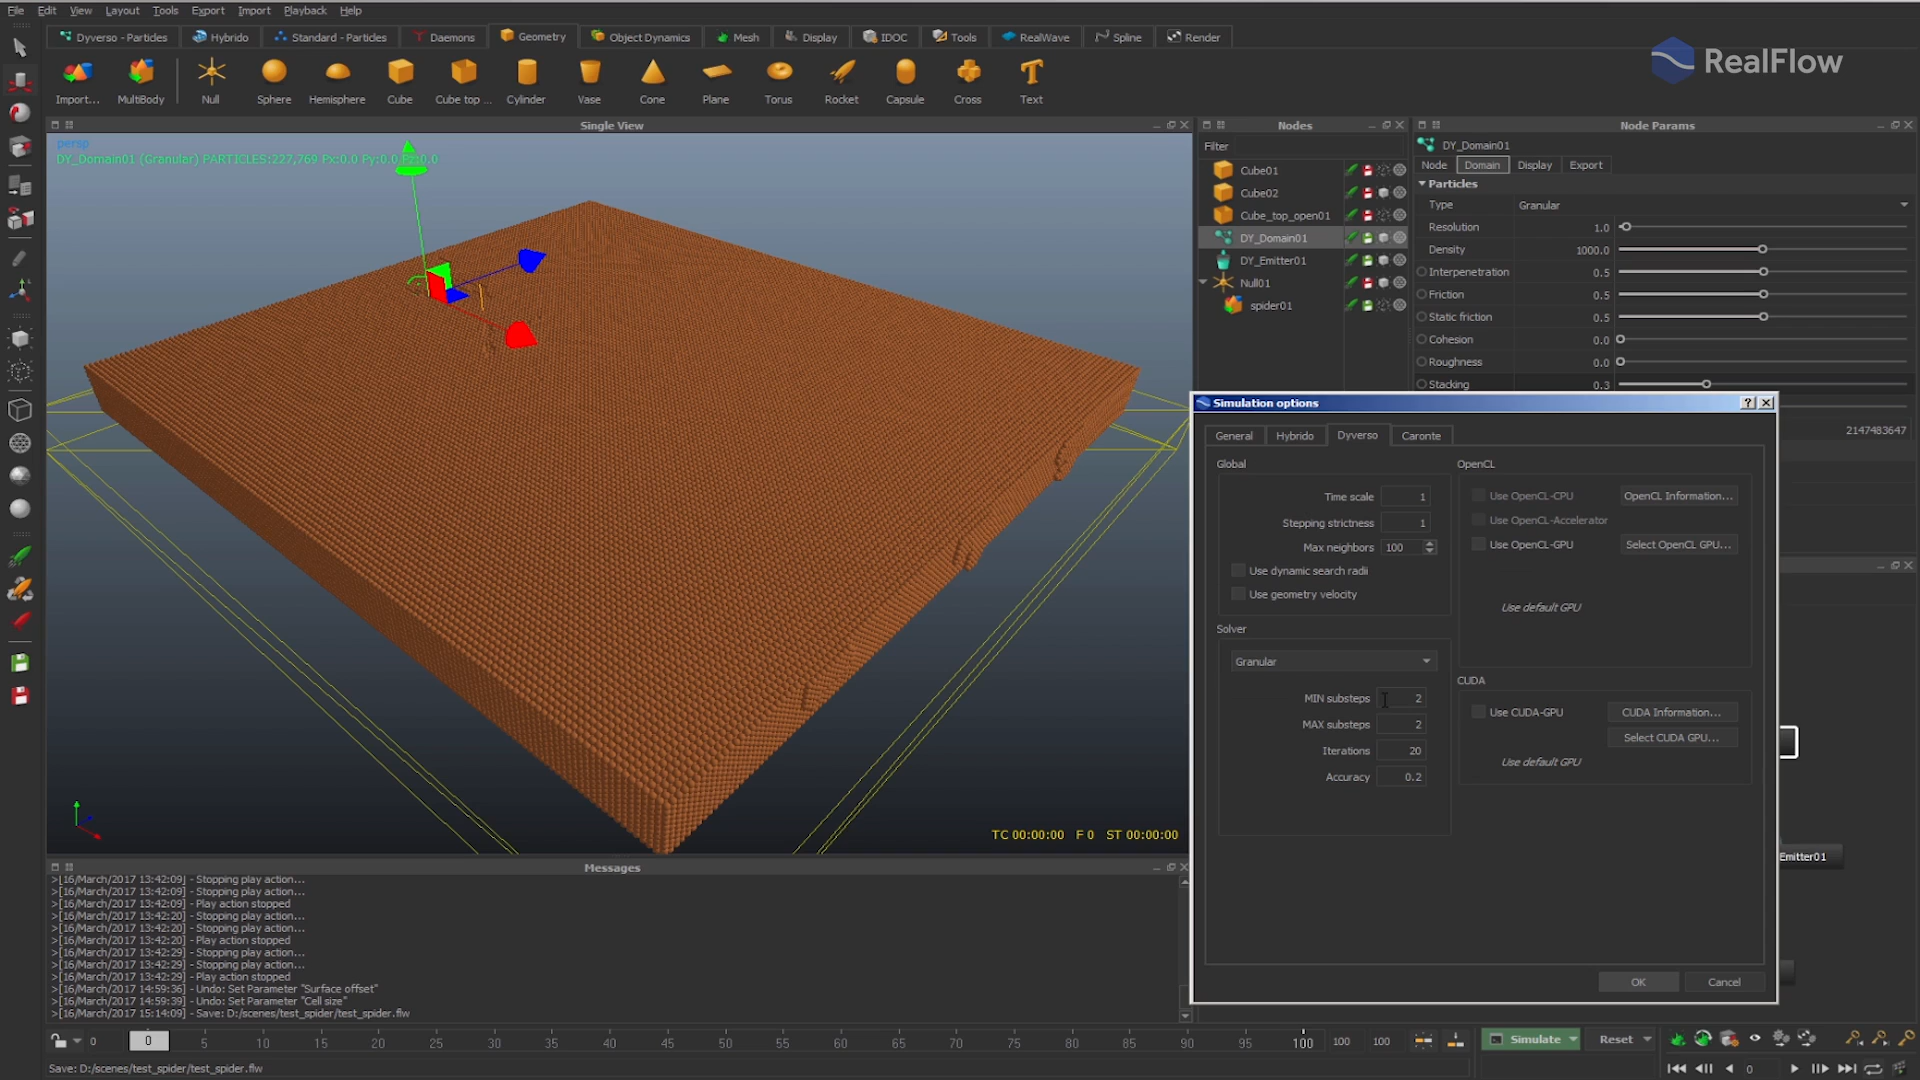 File Edit View Layout Tools Export Import Playback Help
Dyverso - Particles Hybrido Standard - Particles Daemons Geometry Object Dynamics Mesh Display IDOC Tools RealWave Spline Render
RealFlow
Import... MultiBody Null Sphere Hemisphere Cube Cube top ... Cylinder Vase Cone Plane Torus Rocket Capsule Cross Text
Single View
persp
DY_Domain01 (Granular) PARTICLES:227,769 Px:0.0 Py:0.0 Pz:0.0
TC 00:00:00 F 0 ST 00:00:00
Nodes
Filter
Cube01
Cube02
Cube_top_open01
DY_Domain01
DY_Emitter01
Null01
spider01
Node Params
DY_Domain01
Node Domain Display Export
Particles
Type Granular
Resolution 1.0
Density 1000.0
Interpenetration 0.5
Friction 0.5
Static friction 0.5
Cohesion 0.0
Roughness 0.0
Stacking 0.3
2147483647
Simulation options
General Hybrido Dyverso Caronte
Global
Time scale 1
Stepping strictness 1
Max neighbors 100
Use dynamic search radii
Use geometry velocity
Solver
Granular
MIN substeps 2
MAX substeps 2
Iterations 20
Accuracy 0.2
OpenCL
Use OpenCL-CPU OpenCL Information...
Use OpenCL-Accelerator
Use OpenCL-GPU Select OpenCL GPU...
Use default GPU
CUDA
Use CUDA-GPU CUDA Information...
Select CUDA GPU...
Use default GPU
OK Cancel
Emitter01
Messages
>[16/March/2017 13:42:09] - Stopping play action...
>[16/March/2017 13:42:09] - Stopping play action...
>[16/March/2017 13:42:09] - Play action stopped
>[16/March/2017 13:42:20] - Stopping play action...
>[16/March/2017 13:42:20] - Stopping play action...
>[16/March/2017 13:42:20] - Play action stopped
>[16/March/2017 13:42:29] - Stopping play action...
>[16/March/2017 13:42:29] - Stopping play action...
>[16/March/2017 13:42:29] - Play action stopped
>[16/March/2017 14:59:36] - Undo: Set Parameter "Surface offset"
>[16/March/2017 14:59:39] - Undo: Set Parameter "Cell size"
>[16/March/2017 15:14:09] - Save: D:/scenes/test_spider/test_spider.flw
0 0 5 10 15 20 25 30 35 40 45 50 55 60 65 70 75 80 85 90 95 100 100 100
Simulate Reset
Save: D:/scenes/test_spider/test_spider.flw
0